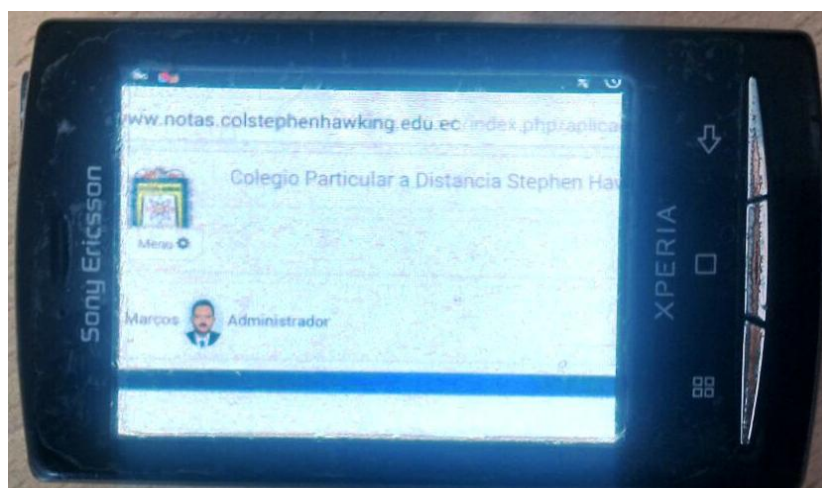 www.notas.colstephenhawking.edu.ec/index.php/aplica
Colegio Particular a Distancia Stephen Haw
Menu
Marcos Administrador
Sony Ericsson
XPERIA